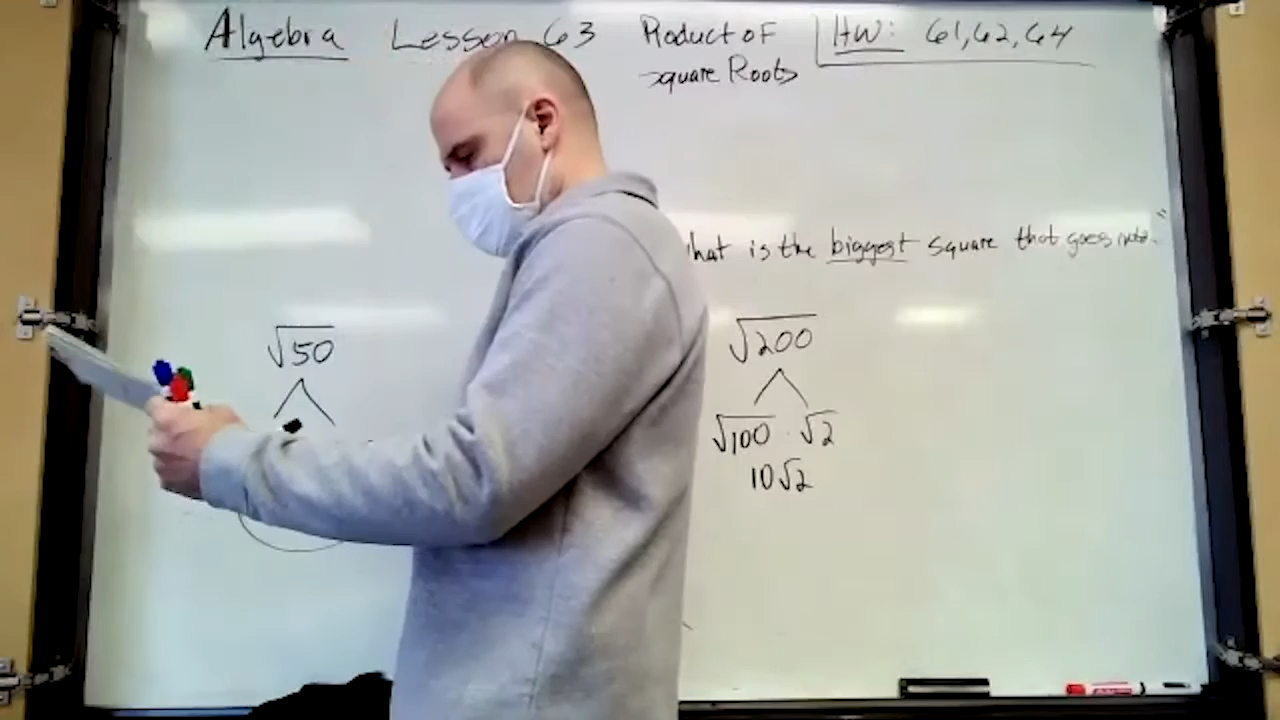 Algebra Lesson 63 Product of HW: 61, 62, 64
Square Roots
hat is the biggest square that goes into."
√50 √200
√100 · √2
10√2